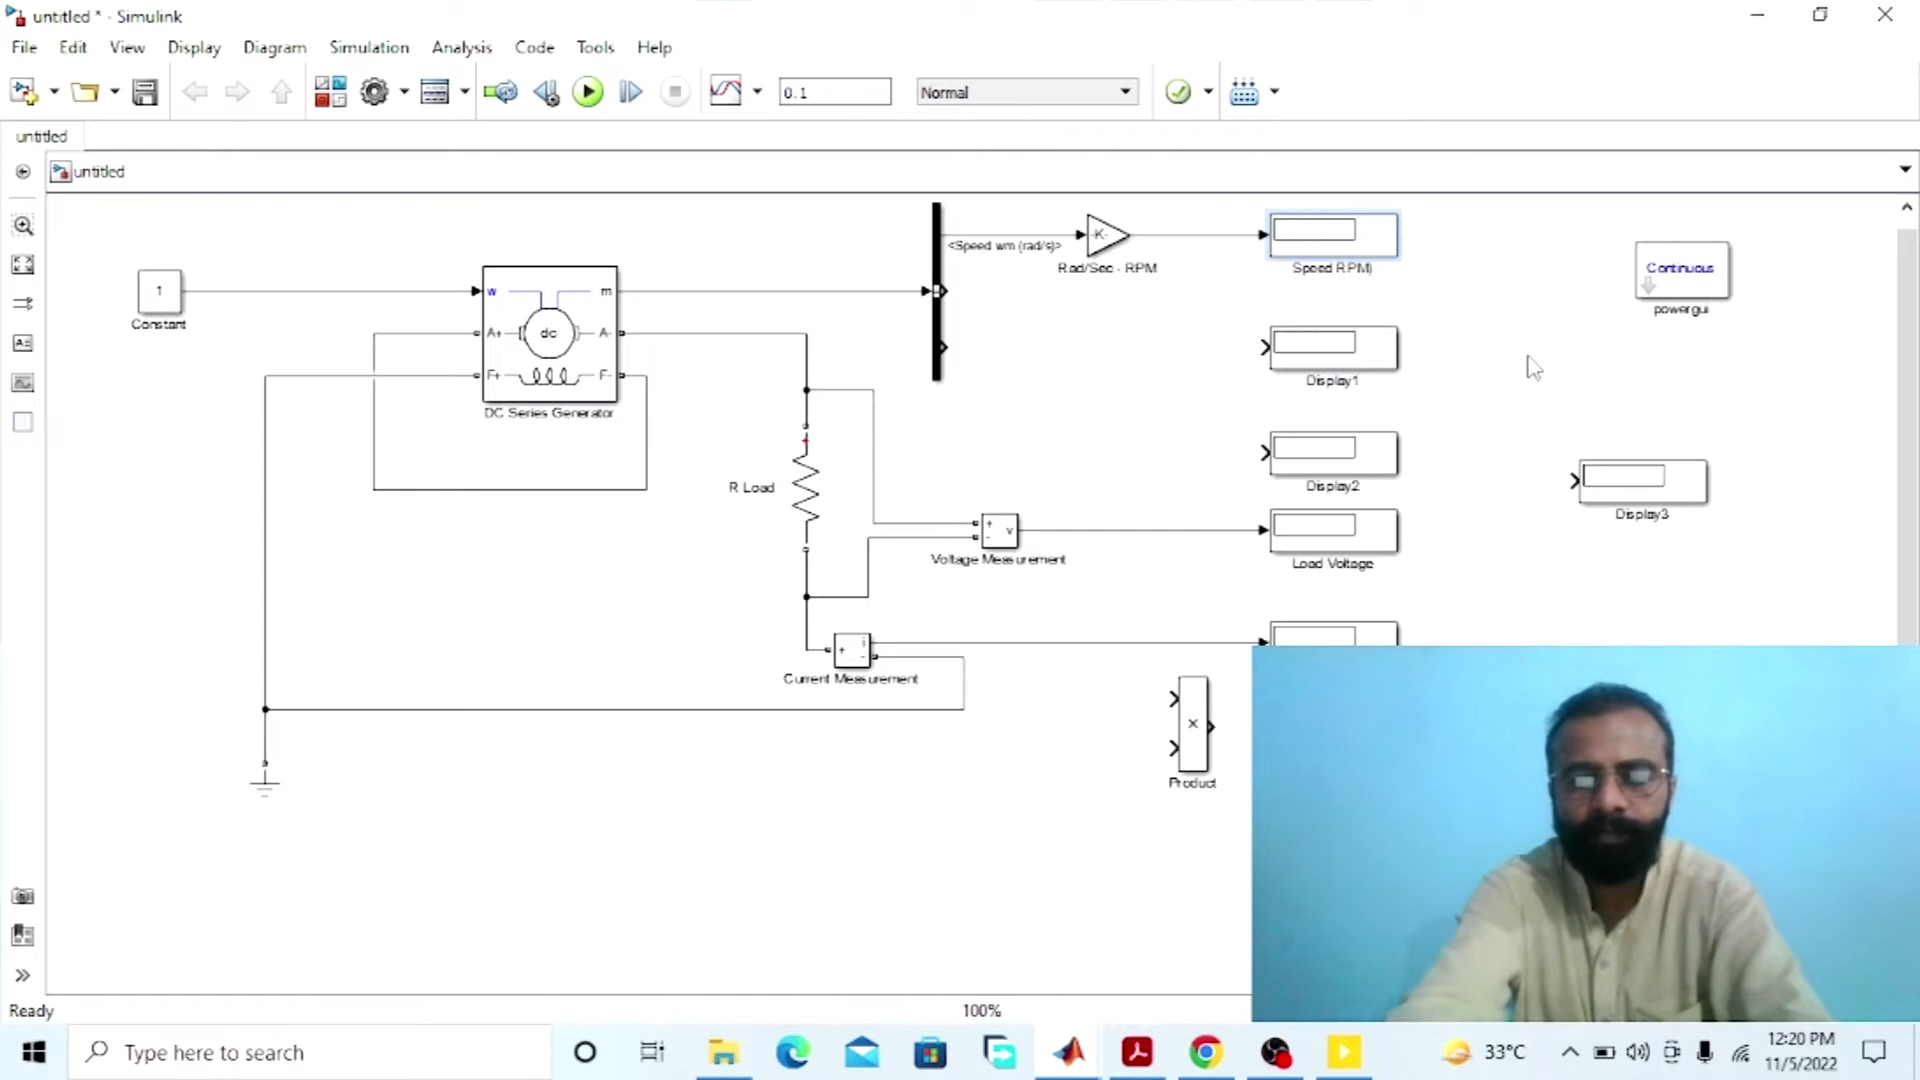 untitled * - Simulink
File Edit View Display Diagram Simulation Analysis Code Tools Help
0.1 Normal
untitled
untitled
1
Constant
w m
A+ dc A-
F+ F-
DC Series Generator
<Speed wm (rad/s)>
-K-
Rad/Sec - RPM
Speed RPM)
Continuous
powergui
Display1
Display2
Display3
R Load
+
+
- v
Voltage Measurement
Load Voltage
+ i
-
Current Measurement
×
Product
Ready
100%
Type here to search
33°C
12:20 PM
11/5/2022